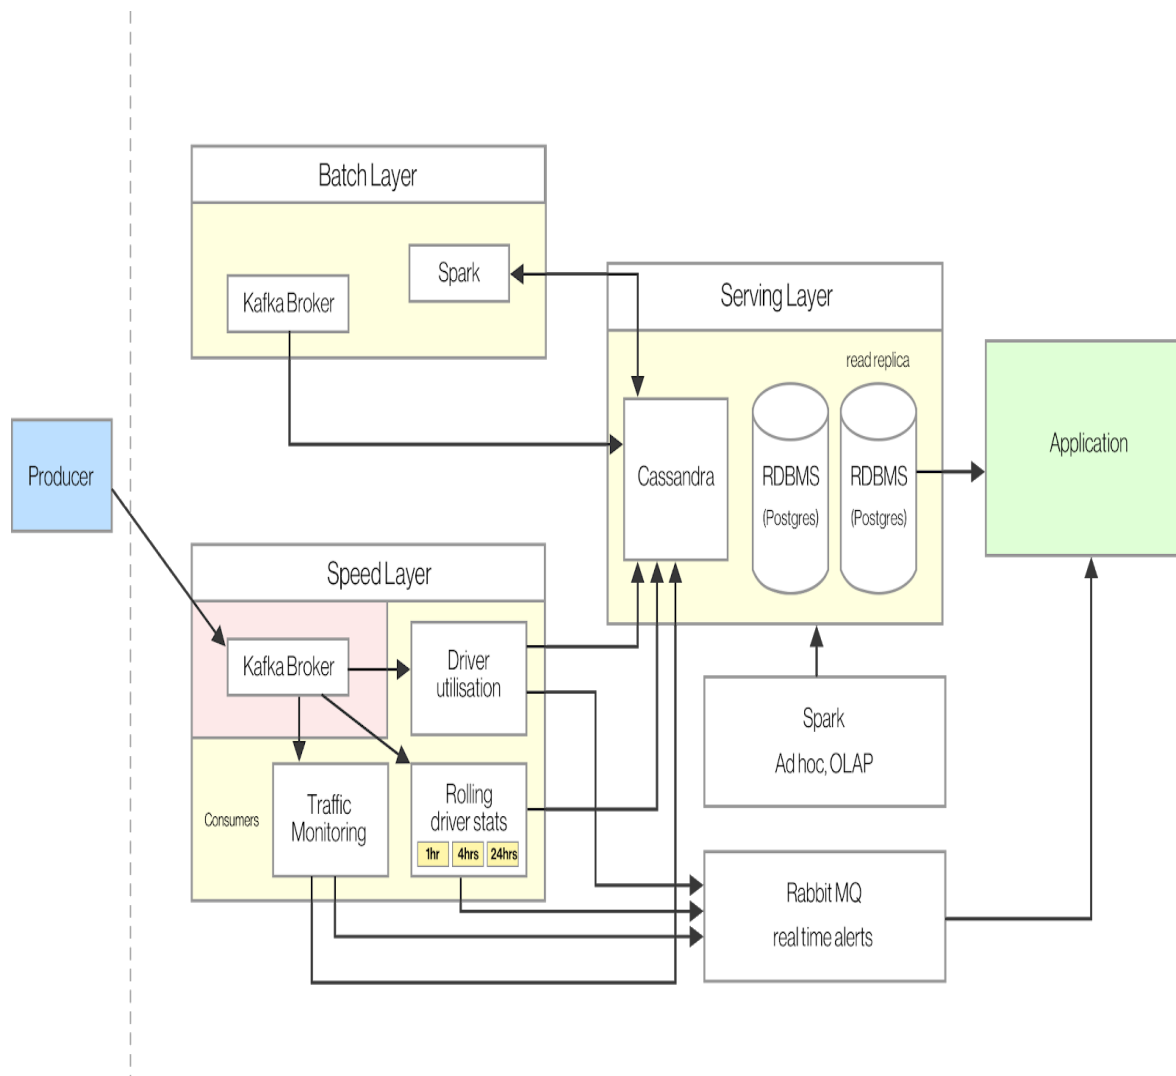 Batch Layer
Spark
Kafka Broker
Serving Layer
read replica
Cassandra
RDBMS
(Postgres)
RDBMS
(Postgres)
Application
Producer
Speed Layer
Kafka Broker
Driver
utilisation
Consumers
Traffic
Monitoring
Rolling
driver stats
1hr
4hrs
24hrs
Spark
Ad hoc, OLAP
Rabbit MQ
real time alerts